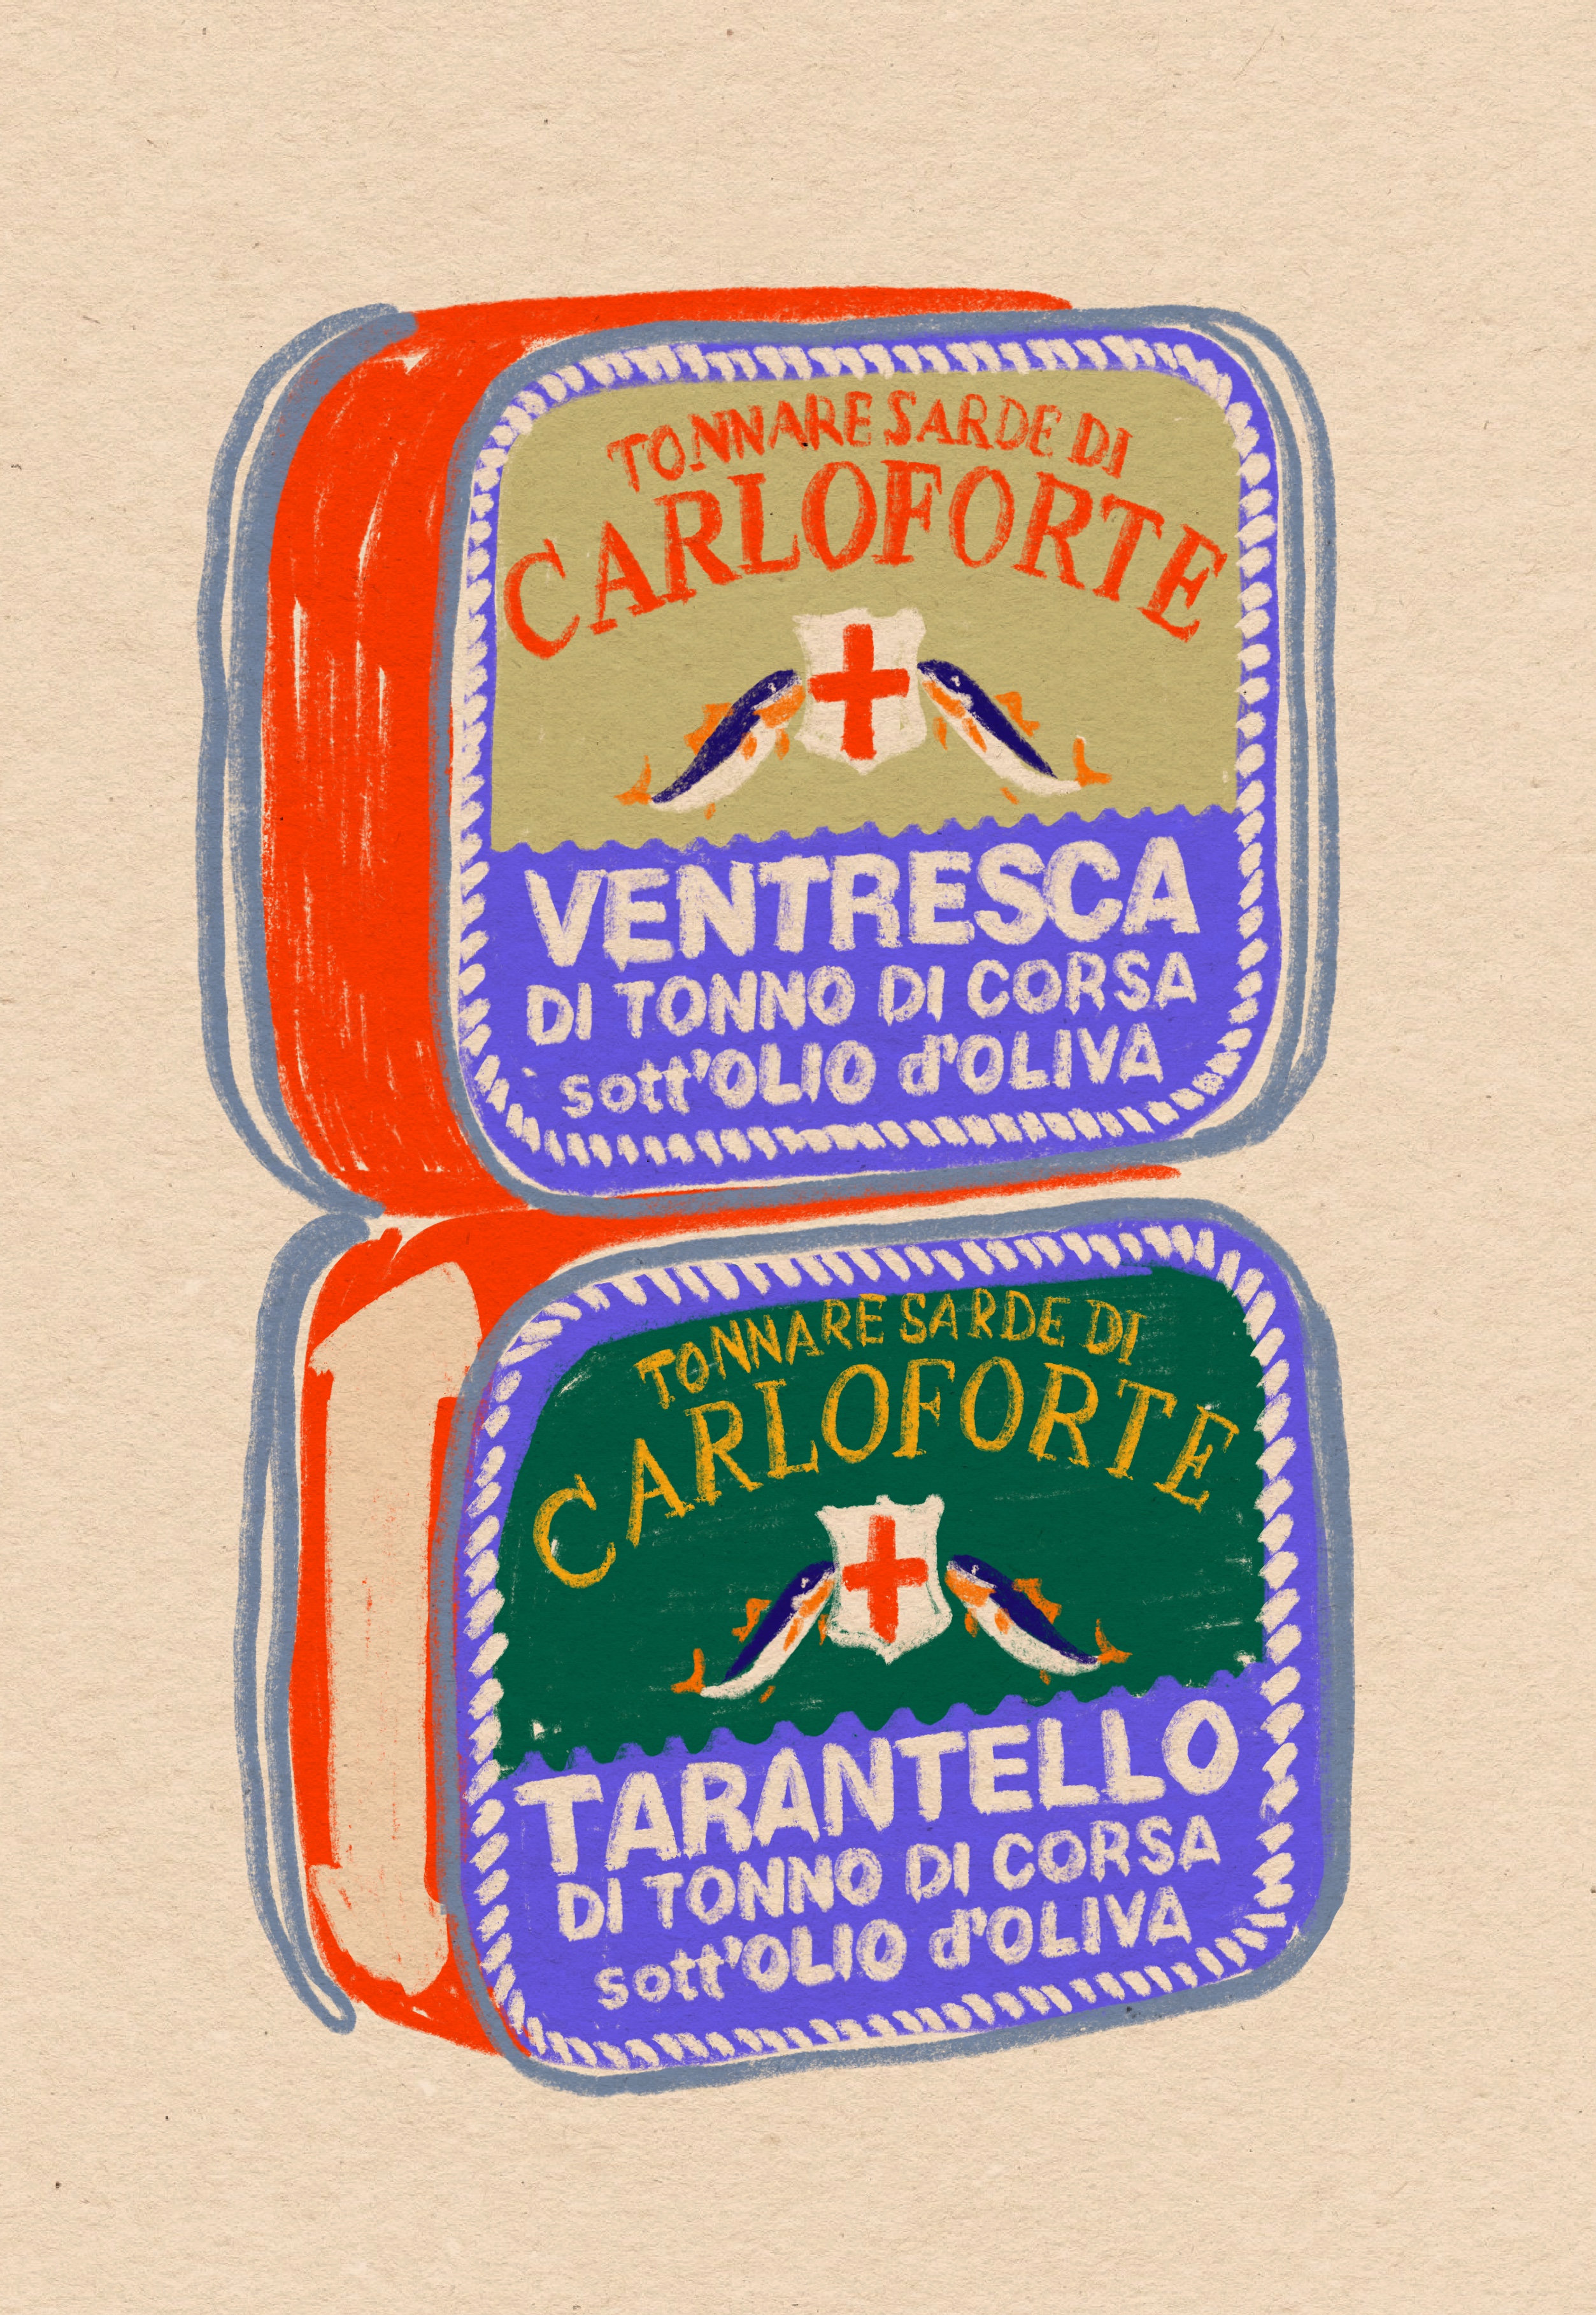 TONNARE SARDE DI
CARLOFORTE
VENTRESCA
DI TONNO DI CORSA
sott'OLIO d'OLIVA
TONNARE SARDE DI
CARLOFORTE
TARANTELLO
DI TONNO DI CORSA
sott'OLIO d'OLIVA